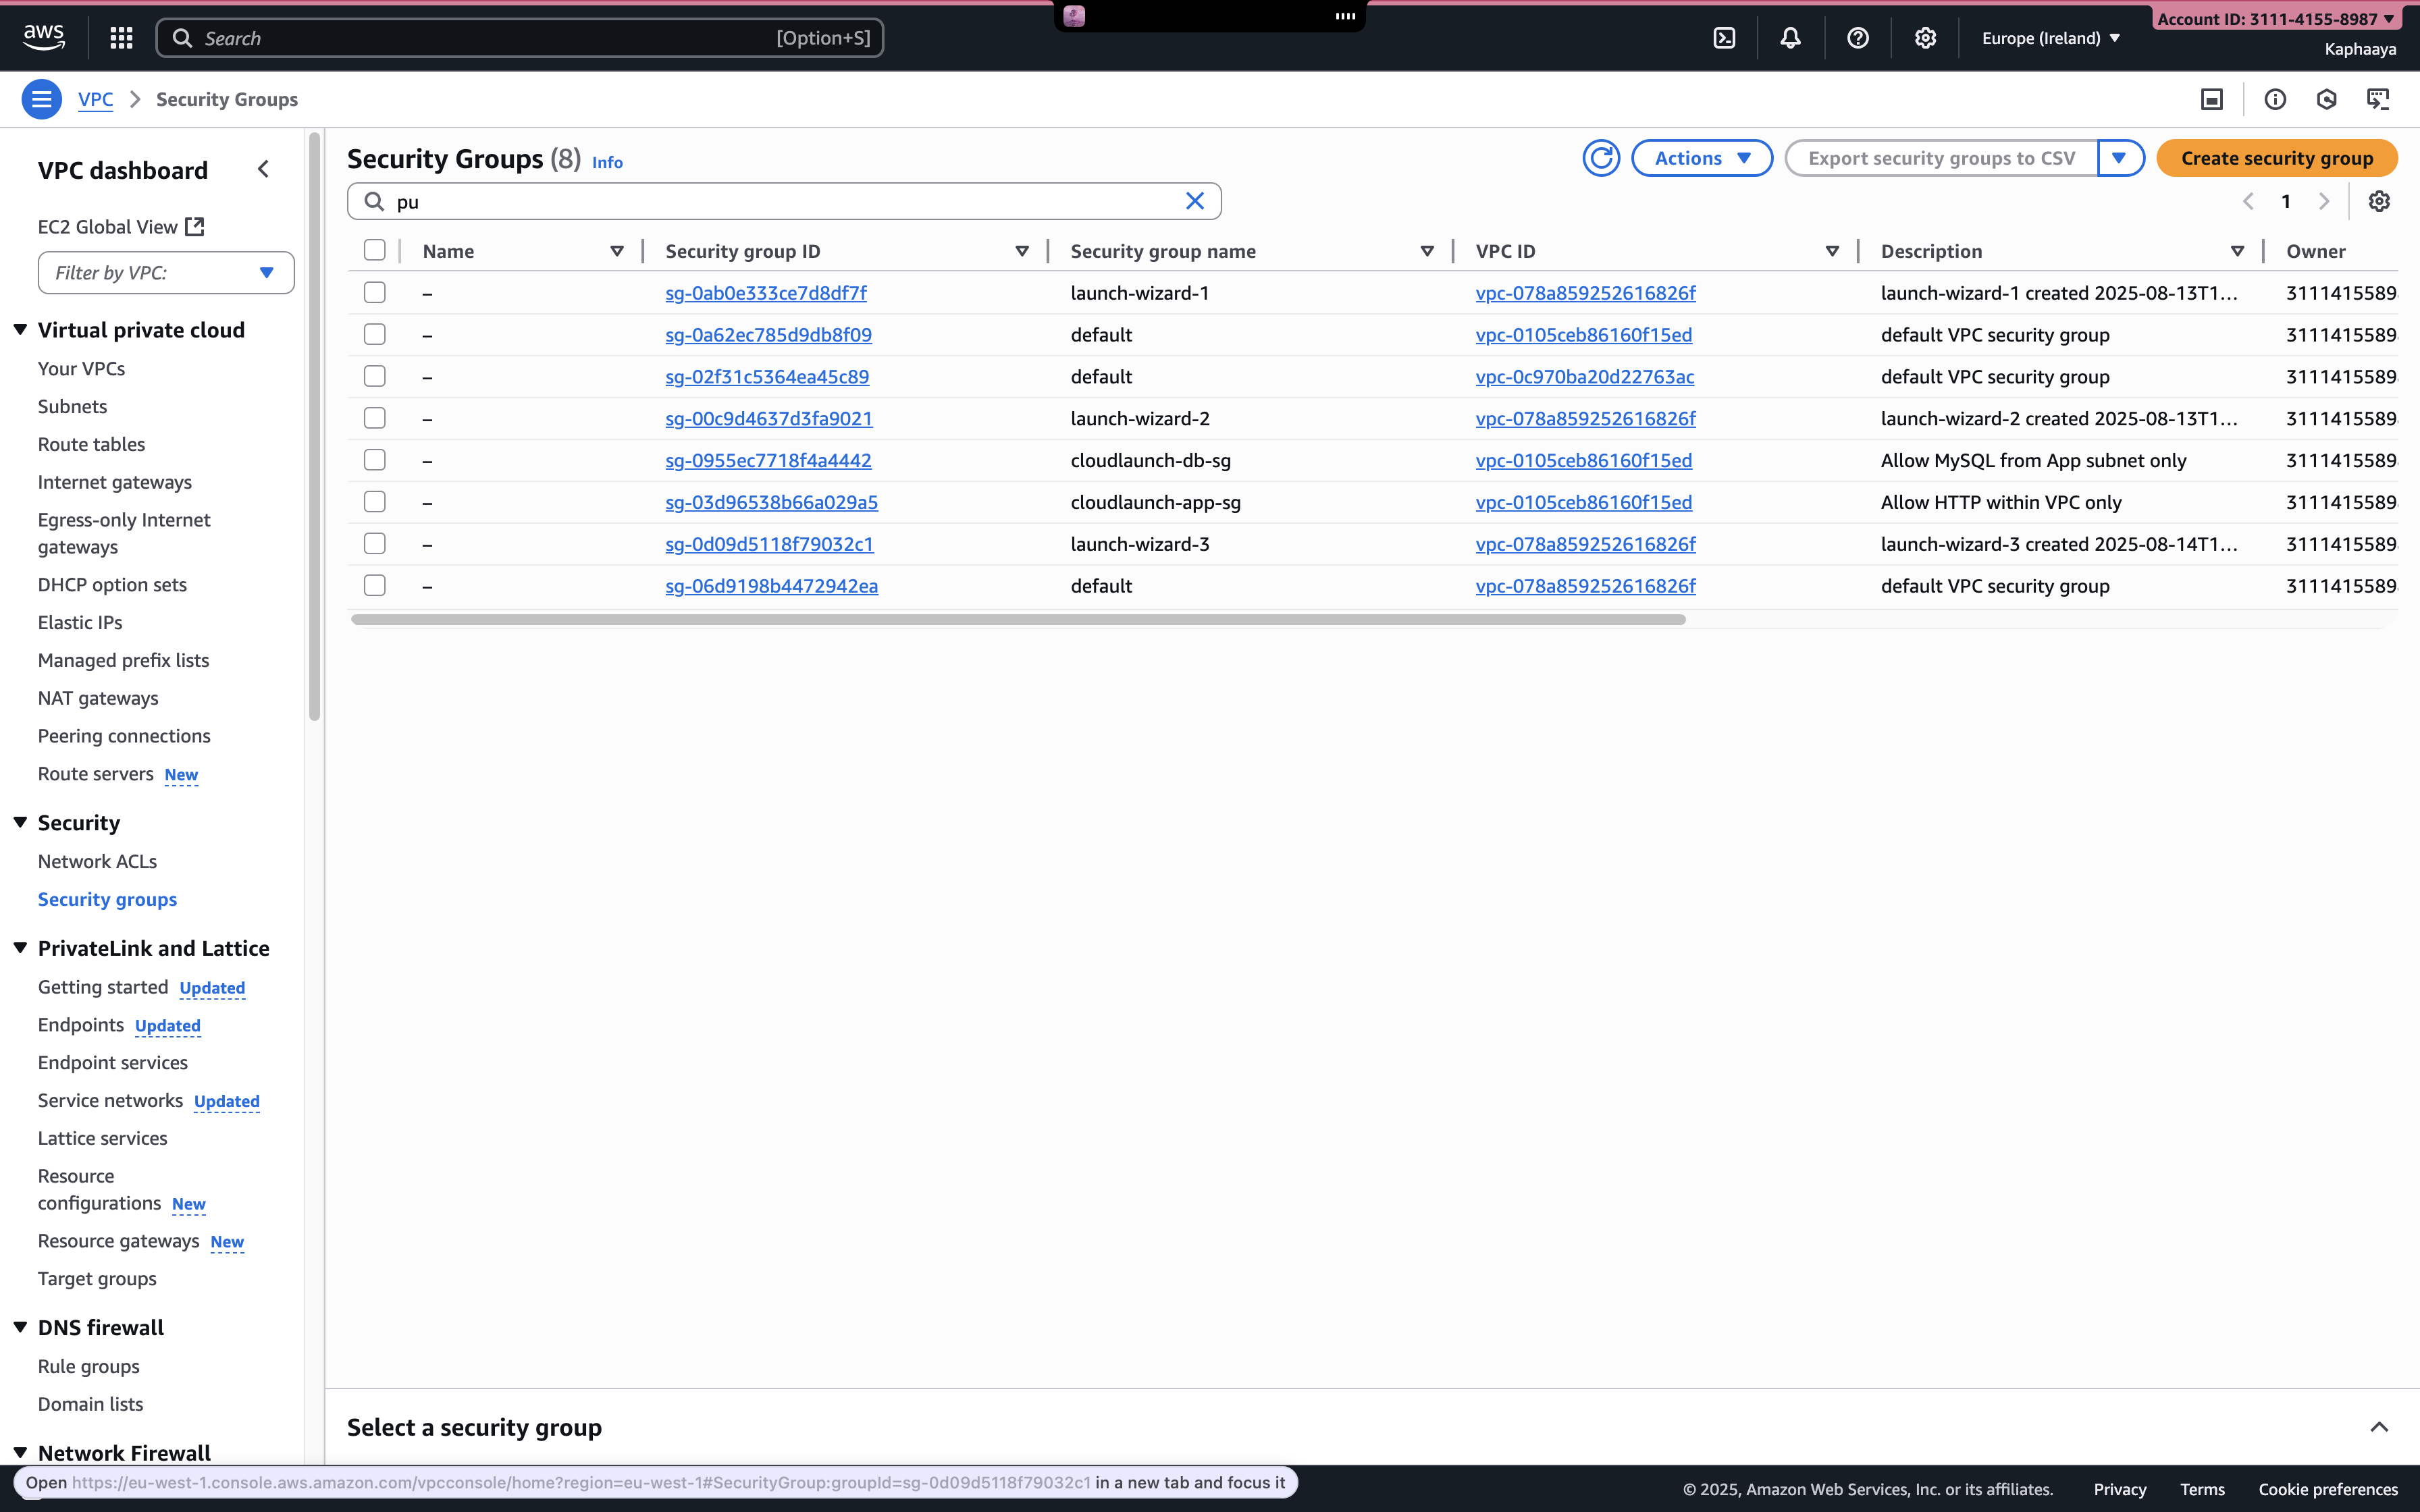 aws
Search [Option+S]
Europe (Ireland)
Account ID: 3111-4155-8987
Kaphaaya
VPC > Security Groups
VPC dashboard
EC2 Global View
Filter by VPC:
Virtual private cloud
Your VPCs
Subnets
Route tables
Internet gateways
Egress-only Internet
gateways
DHCP option sets
Elastic IPs
Managed prefix lists
NAT gateways
Peering connections
Route servers New
Security
Network ACLs
Security groups
PrivateLink and Lattice
Getting started Updated
Endpoints Updated
Endpoint services
Service networks Updated
Lattice services
Resource
configurations New
Resource gateways New
Target groups
DNS firewall
Rule groups
Domain lists
Network Firewall
Security Groups (8) Info
Actions
Export security groups to CSV
Create security group
pu
1
Name Security group ID Security group name VPC ID Description Owner
– sg-0ab0e333ce7d8df7f launch-wizard-1 vpc-078a859252616826f launch-wizard-1 created 2025-08-13T1... 3111415589
– sg-0a62ec785d9db8f09 default vpc-0105ceb86160f15ed default VPC security group 3111415589
– sg-02f31c5364ea45c89 default vpc-0c970ba20d22763ac default VPC security group 3111415589
– sg-00c9d4637d3fa9021 launch-wizard-2 vpc-078a859252616826f launch-wizard-2 created 2025-08-13T1... 3111415589
– sg-0955ec7718f4a4442 cloudlaunch-db-sg vpc-0105ceb86160f15ed Allow MySQL from App subnet only 3111415589
– sg-03d96538b66a029a5 cloudlaunch-app-sg vpc-0105ceb86160f15ed Allow HTTP within VPC only 3111415589
– sg-0d09d5118f79032c1 launch-wizard-3 vpc-078a859252616826f launch-wizard-3 created 2025-08-14T1... 3111415589
– sg-06d9198b4472942ea default vpc-078a859252616826f default VPC security group 3111415589
Select a security group
Open https://eu-west-1.console.aws.amazon.com/vpcconsole/home?region=eu-west-1#SecurityGroup:groupId=sg-0d09d5118f79032c1 in a new tab and focus it
© 2025, Amazon Web Services, Inc. or its affiliates. Privacy Terms Cookie preferences